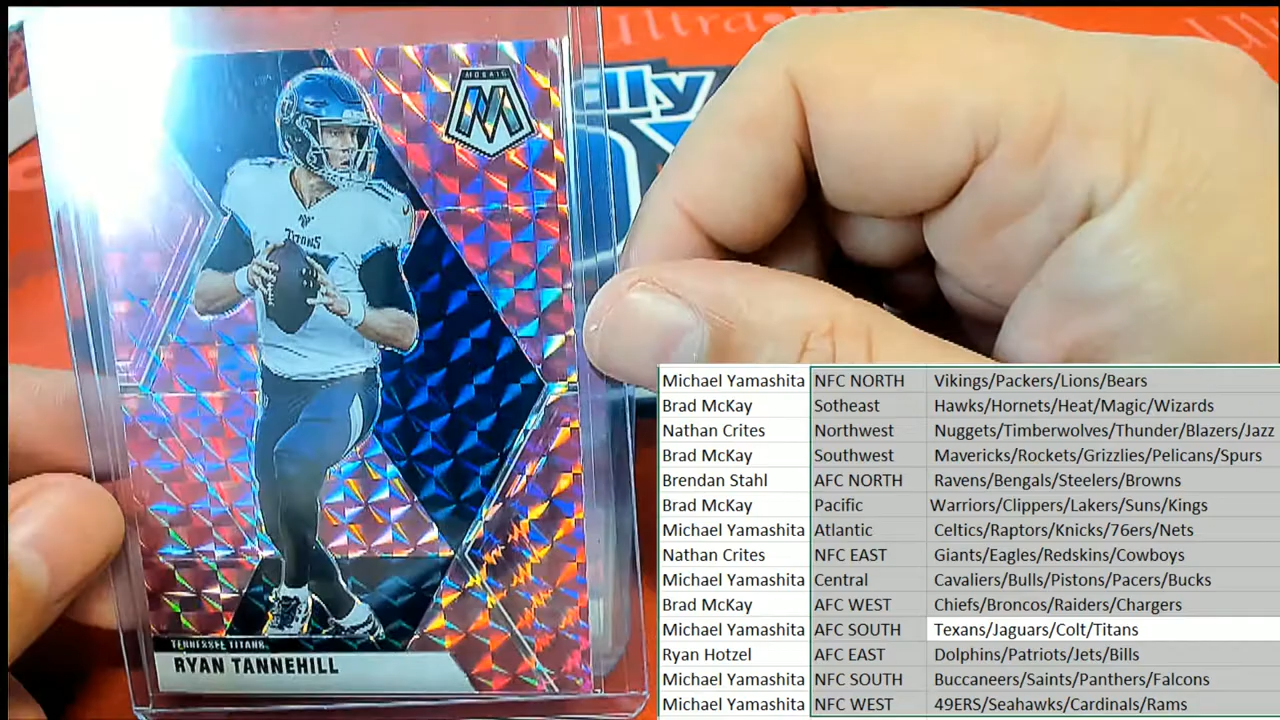 Ultras
Ul
MOSAIC
M
lly
TITANS
TENNESSEE TITANS
RYAN TANNEHILL
Michael Yamashita NFC NORTH Vikings/Packers/Lions/Bears
Brad McKay Sotheast Hawks/Hornets/Heat/Magic/Wizards
Nathan Crites Northwest Nuggets/Timberwolves/Thunder/Blazers/Jazz
Brad McKay Southwest Mavericks/Rockets/Grizzlies/Pelicans/Spurs
Brendan Stahl AFC NORTH Ravens/Bengals/Steelers/Browns
Brad McKay Pacific Warriors/Clippers/Lakers/Suns/Kings
Michael Yamashita Atlantic Celtics/Raptors/Knicks/76ers/Nets
Nathan Crites NFC EAST Giants/Eagles/Redskins/Cowboys
Michael Yamashita Central Cavaliers/Bulls/Pistons/Pacers/Bucks
Brad McKay AFC WEST Chiefs/Broncos/Raiders/Chargers
Michael Yamashita AFC SOUTH Texans/Jaguars/Colt/Titans
Ryan Hotzel AFC EAST Dolphins/Patriots/Jets/Bills
Michael Yamashita NFC SOUTH Buccaneers/Saints/Panthers/Falcons
Michael Yamashita NFC WEST 49ERS/Seahawks/Cardinals/Rams